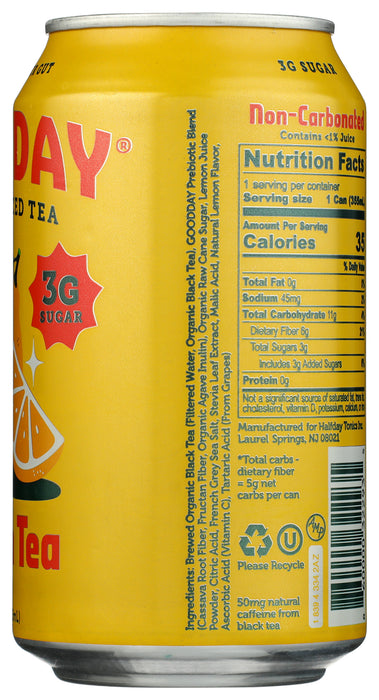 GUT
3G SUGAR
DAY®
ED TEA
3G
SUGAR
Tea
Ingredients: Brewed Organic Black Tea (Filtered Water, Organic Black Tea), GOODDAY Prebiotic Blend
(Cassava Root Fiber, Fructan Fiber, Organic Agave Inulin), Organic Raw Cane Sugar, Lemon Juice
Powder, Citric Acid, French Grey Sea Salt, Stevia Leaf Extract, Malic Acid, Natural Lemon Flavor,
Ascorbic Acid (Vitamin C), Tartaric Acid (From Grapes)
Non-Carbonated
Contains <1% Juice
Nutrition Facts
1 serving per container
Serving size 1 Can (355mL
Amount Per Serving
Calories 35
% Daily Value
Total Fat 0g
Sodium 45mg
Total Carbohydrate 11g
Dietary Fiber 6g
Total Sugars 3g
Includes 3g Added Sugars
Protein 0g
Not a significant source of saturated fat, trans fat,
cholesterol, vitamin D, potassium, calcium,
Manufactured for Halfday Tonics Inc.
Laurel Springs, NJ 08021
*Total carbs -
dietary fiber
= 5g net
carbs per can
U
Please Recycle
50mg natural
caffeine from
black tea